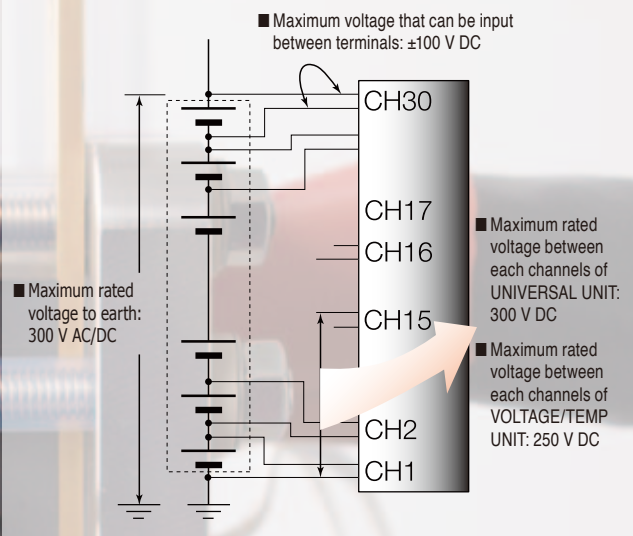 ■ Maximum voltage that can be input
between terminals: ±100 V DC
CH30
CH17
CH16
CH15
CH2
CH1
■ Maximum rated
voltage to earth:
300 V AC/DC
■ Maximum rated
voltage between
each channels of
UNIVERSAL UNIT:
300 V DC
■ Maximum rated
voltage between
each channels of
VOLTAGE/TEMP
UNIT: 250 V DC